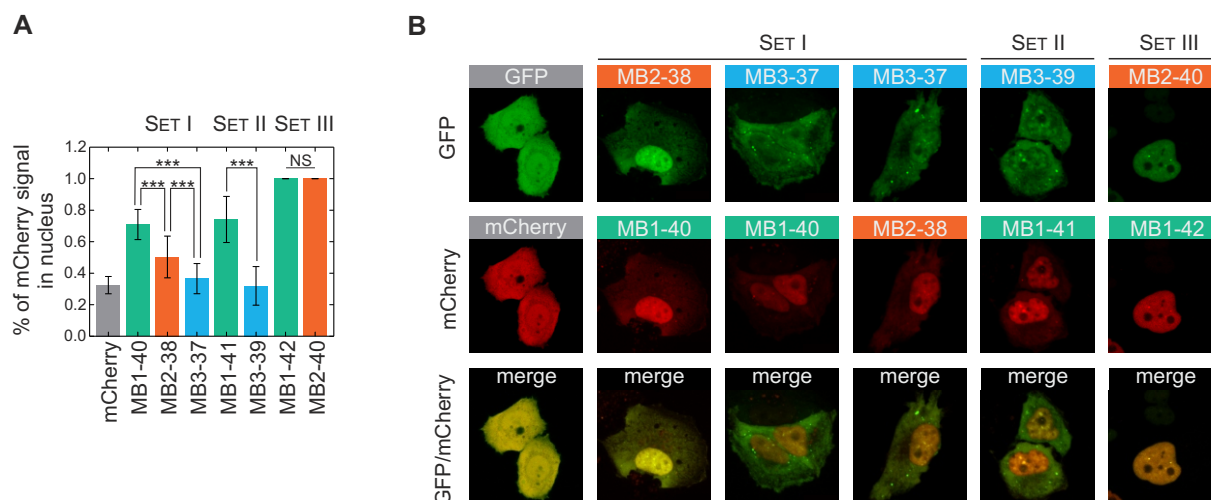 A
SET I SET II SET III
% of mCherry signal
in nucleus
1.2
1.0
0.8
0.6
0.4
0.2
0.0
***
*** ***
***
NS
mCherry
MB1-40
MB2-38
MB3-37
MB1-41
MB3-39
MB1-42
MB2-40
B
SET I SET II SET III
GFP MB2-38 MB3-37 MB3-37 MB3-39 MB2-40
GFP
mCherry MB1-40 MB1-40 MB2-38 MB1-41 MB1-42
mCherry
merge merge merge merge merge merge
GFP/mCherry